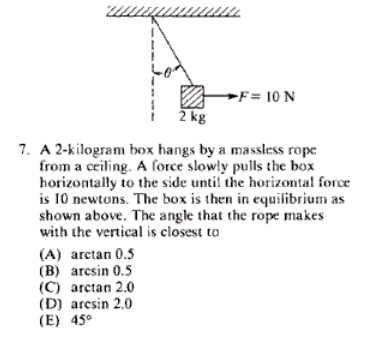 θ
F = 10 N
2 kg
7. A 2-kilogram box hangs by a massless rope
from a ceiling. A force slowly pulls the box
horizontally to the side until the horizontal force
is 10 newtons. The box is then in equilibrium as
shown above. The angle that the rope makes
with the vertical is closest to
(A) arctan 0.5
(B) arcsin 0.5
(C) arctan 2.0
(D) arcsin 2.0
(E) 45°